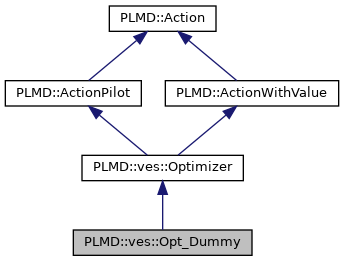 PLMD::Action
PLMD::ActionPilot
PLMD::ActionWithValue
PLMD::ves::Optimizer
PLMD::ves::Opt_Dummy